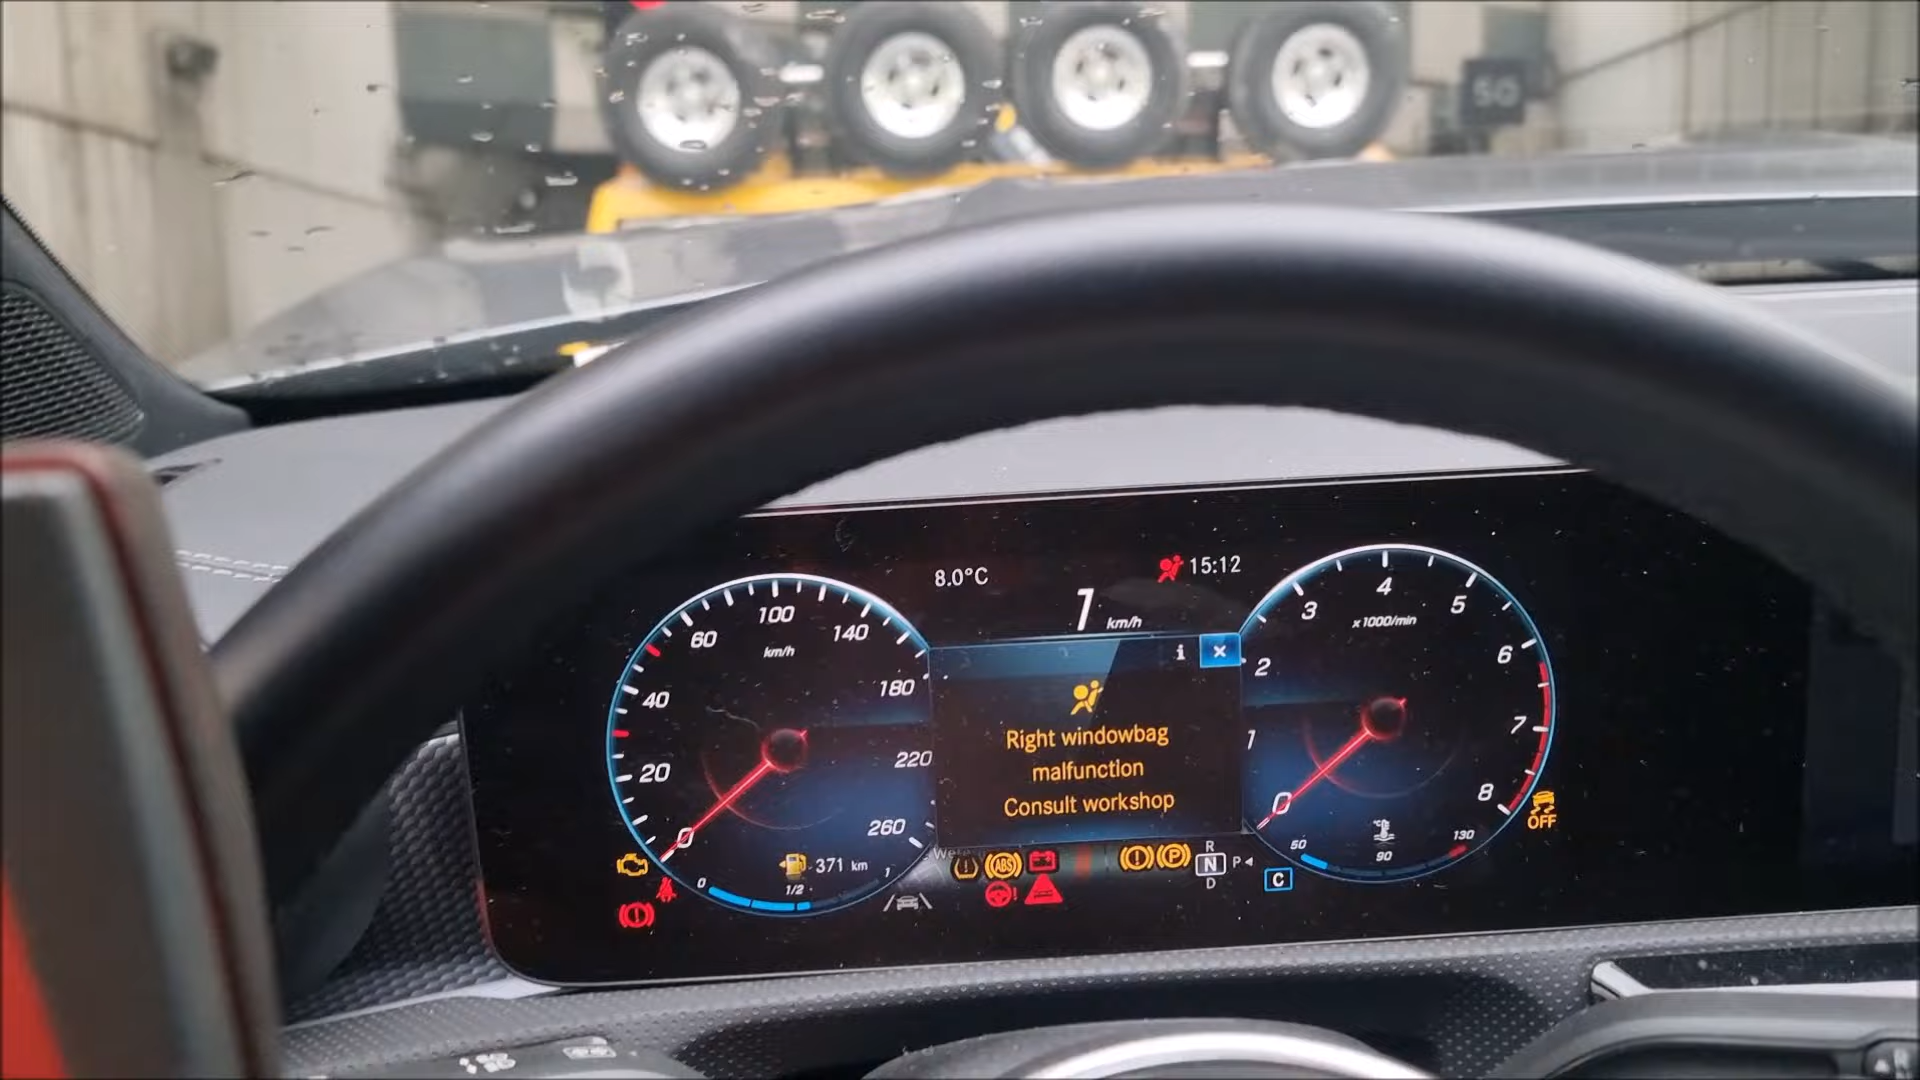 50
8.0°C
15:12
1 km/h
i ×
Right windowbag
malfunction
Consult workshop
0 20 40 60 100 140 180 220 260
km/h
371 km
0 1/2 1
0 1 2 3 4 5 6 7 8
x1000/min
°C
50 90 130
OFF
ABS
P
R
N P
D
C